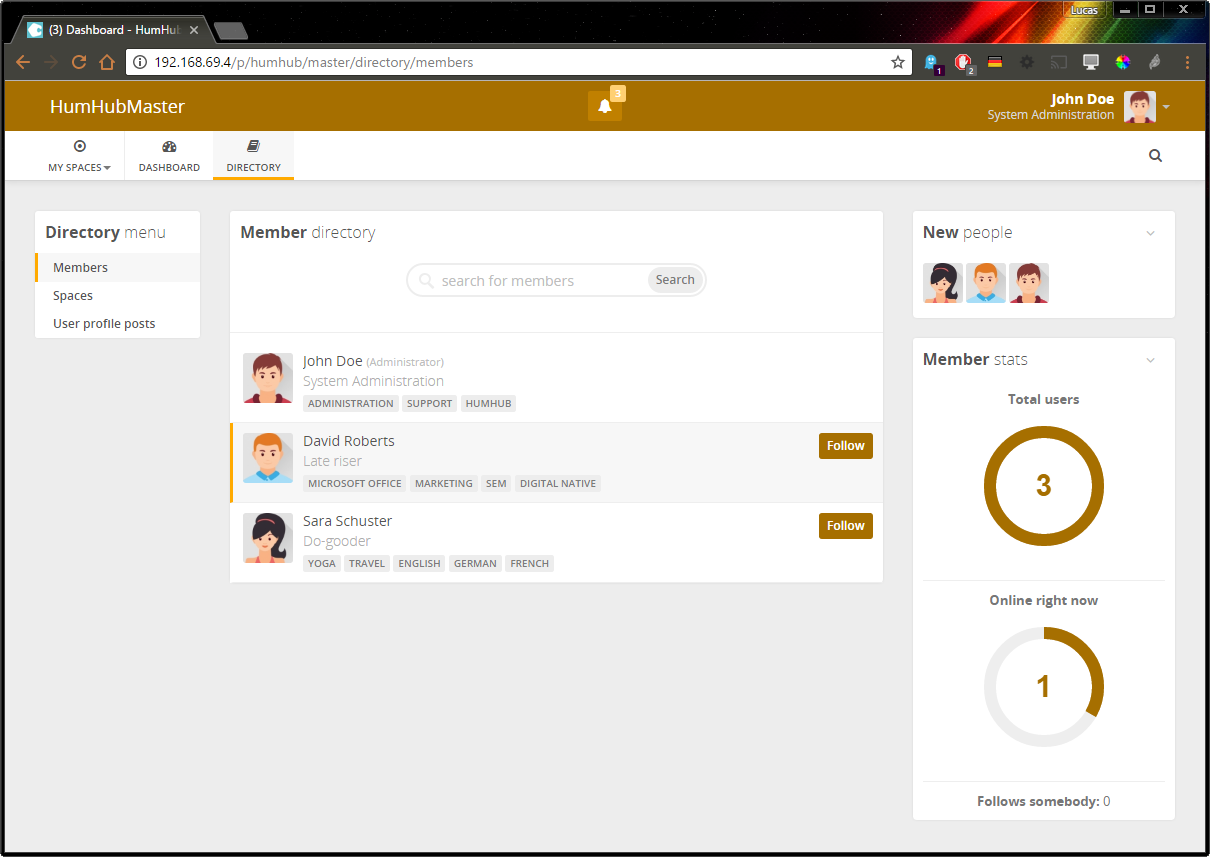 Lucas
(3) Dashboard - HumHub
192.168.69.4/p/humhub/master/directory/members
1
2
HumHubMaster
3
John Doe
System Administration
MY SPACES
DASHBOARD
DIRECTORY
Directory menu
Members
Spaces
User profile posts
Member directory
search for members
Search
John Doe (Administrator)
System Administration
ADMINISTRATION SUPPORT HUMHUB
David Roberts
Follow
Late riser
MICROSOFT OFFICE MARKETING SEM DIGITAL NATIVE
Sara Schuster
Follow
Do-gooder
YOGA TRAVEL ENGLISH GERMAN FRENCH
New people
Member stats
Total users
3
Online right now
1
Follows somebody: 0